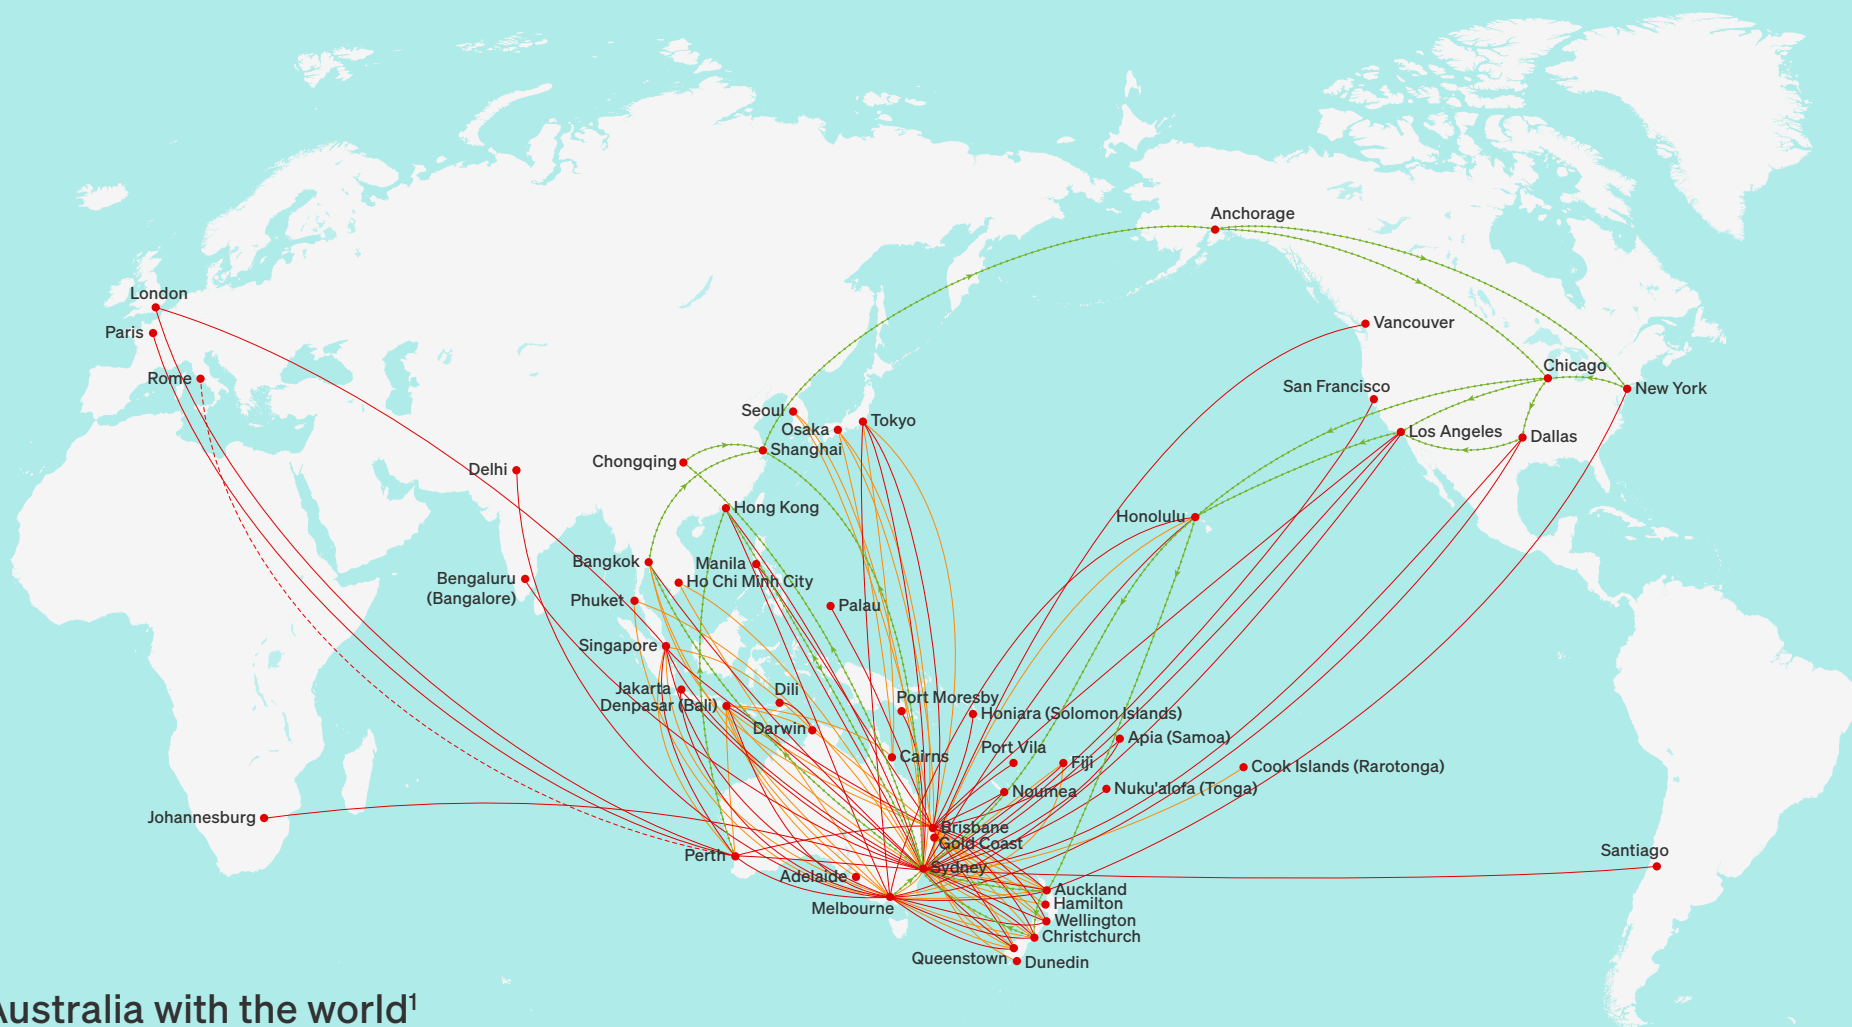 Anchorage
London
Vancouver
Paris
Chicago
Rome
San Francisco
New York
Seoul
Tokyo
Osaka
Los Angeles
Dallas
Shanghai
Chongqing
Delhi
Hong Kong
Honolulu
Bangkok
Manila
Bengaluru
(Bangalore)
Ho Chi Minh City
Phuket
Palau
Singapore
Jakarta
Dili
Port Moresby
Denpasar (Bali)
Honiara (Solomon Islands)
Darwin
Apia (Samoa)
Port Vila
Cairns
Fiji
Cook Islands (Rarotonga)
Noumea
Nuku'alofa (Tonga)
Johannesburg
Brisbane
Gold Coast
Santiago
Perth
Sydney
Adelaide
Auckland
Melbourne
Hamilton
Wellington
Christchurch
Queenstown
Dunedin
Australia with the world¹